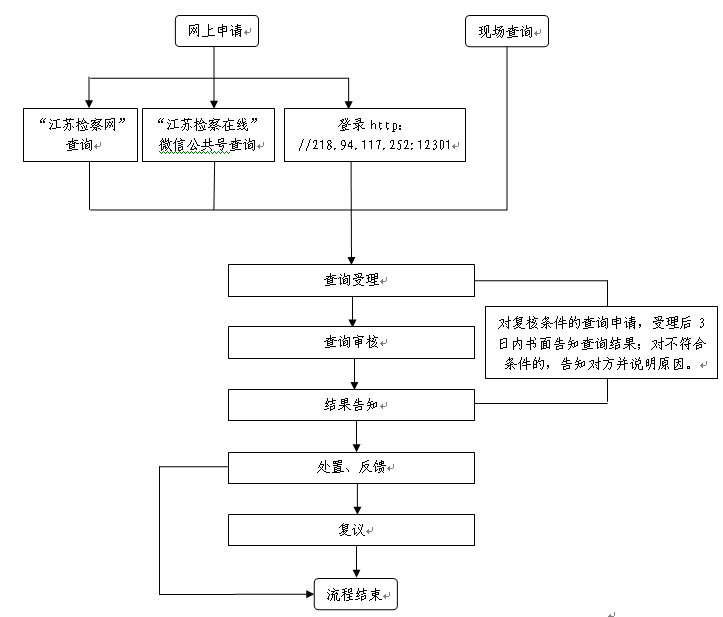 网上申请
现场查询
“江苏检察网”
查询
“江苏检察在线”
微信公共号查询
登录 http:
//218.94.117.252:12301
查询受理
对复核条件的查询申请，受理后 3
日内书面告知查询结果；对不符合
条件的，告知对方并说明原因。
查询审核
结果告知
处置、反馈
复议
流程结束